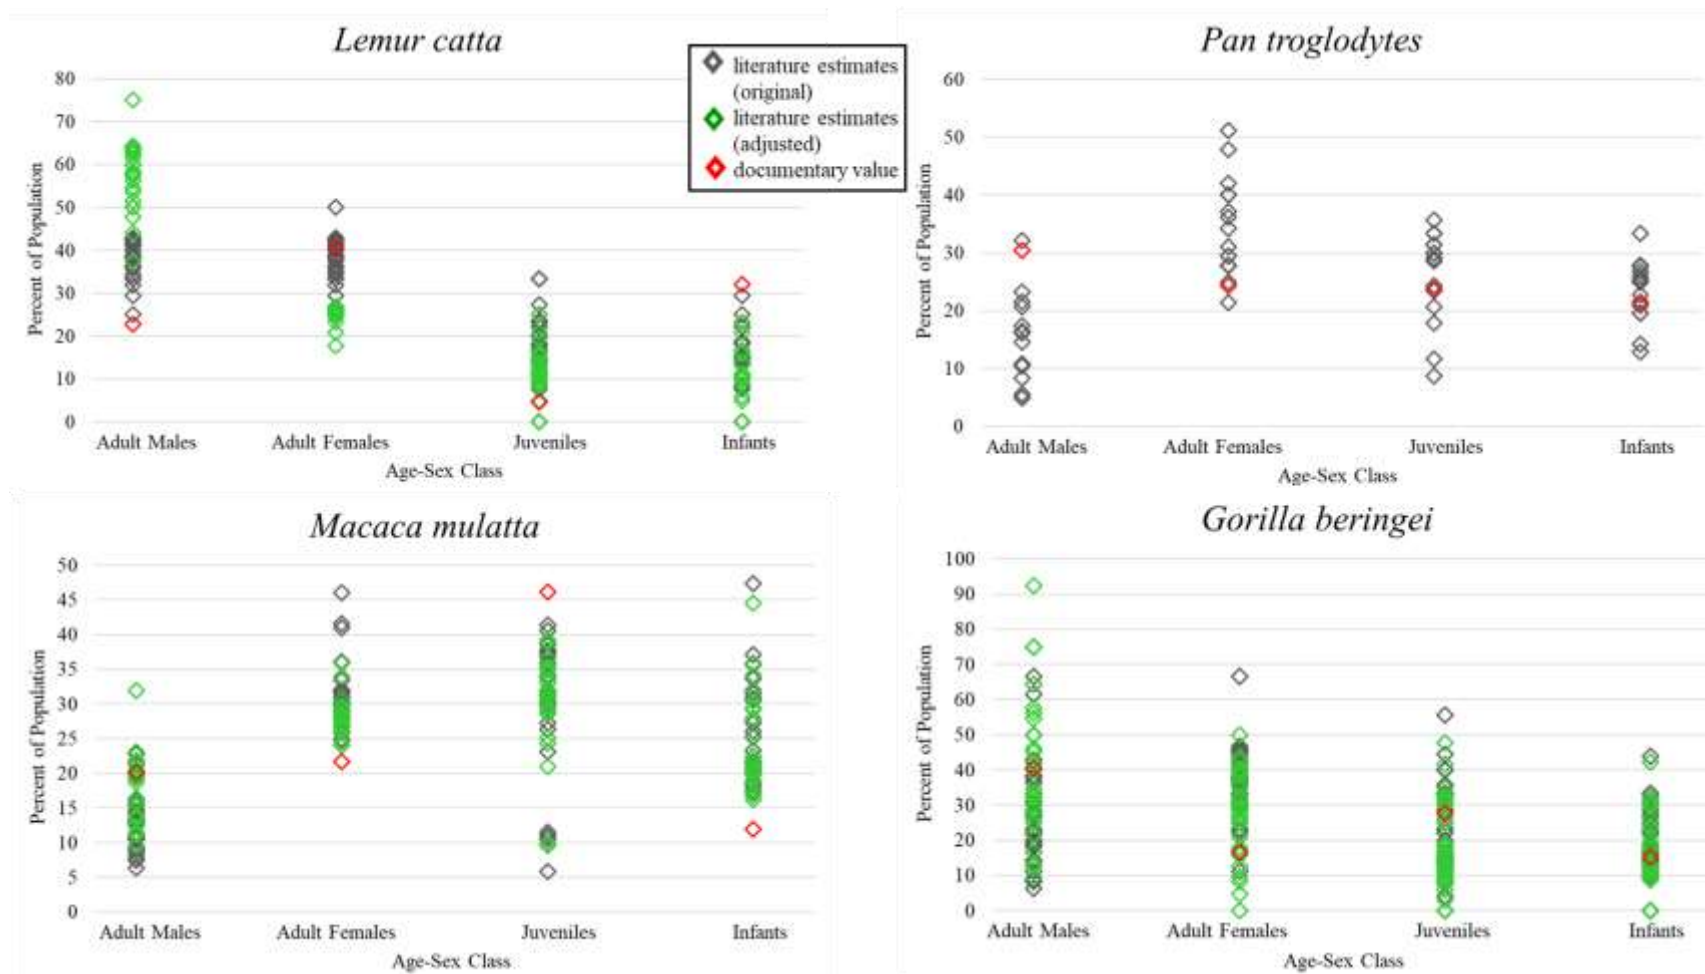 Lemur catta
80
70
60
50
40
30
20
10
0
Percent of Population
Adult Males Adult Females Juveniles Infants
Age-Sex Class
literature estimates
(original)
literature estimates
(adjusted)
documentary value
Pan troglodytes
60
50
40
30
20
10
0
Percent of Population
Adult Males Adult Females Juveniles Infants
Age-Sex Class
Macaca mulatta
50
45
40
35
30
25
20
15
10
5
0
Percent of Population
Adult Males Adult Females Juveniles Infants
Age-Sex Class
Gorilla beringei
100
90
80
70
60
50
40
30
20
10
0
Percent of Population
Adult Males Adult Females Juveniles Infants
Age-Sex Class